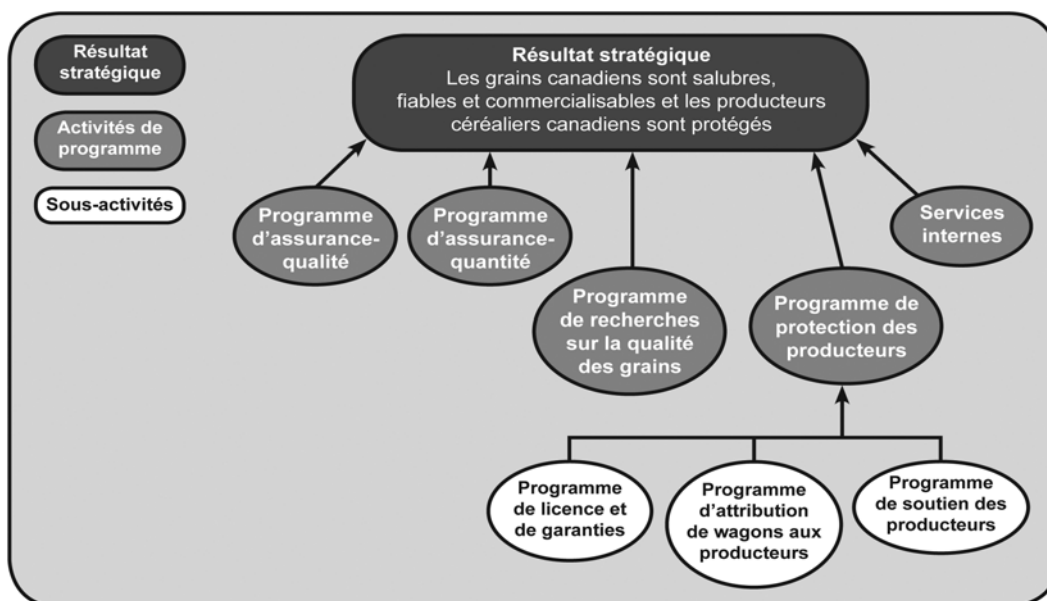 Résultat
stratégique
Activités de
programme
Sous-activités
Résultat stratégique
Les grains canadiens sont salubres,
fiables et commercialisables et les producteurs
céréaliers canadiens sont protégés
Programme
d'assurance-
qualité
Programme
d'assurance-
quantité
Programme
de recherches
sur la qualité
des grains
Programme de
protection des
producteurs
Services
internes
Programme
de licence et
de garanties
Programme
d'attribution
de wagons aux
producteurs
Programme
de soutien des
producteurs